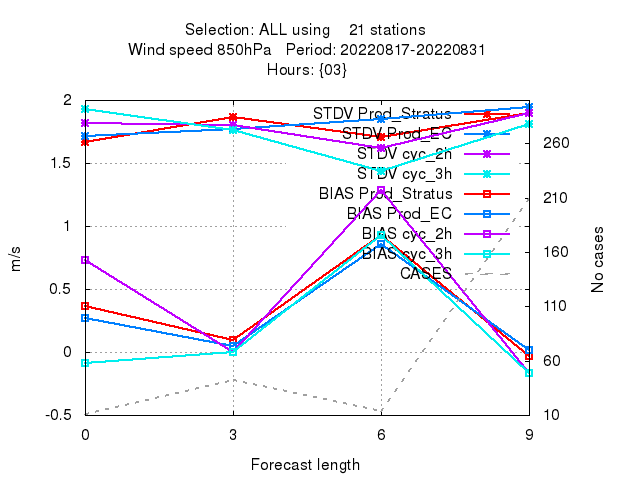 Selection: ALL using    21 stations
Wind speed 850hPa   Period: 20220817-20220831
Hours: {03}
2
1.5
1
0.5
0
-0.5
m/s
STDV Prod_Stratus
STDV Prod_EC
STDV cyc_2h
STDV cyc_3h
BIAS Prod_Stratus
BIAS Prod_EC
BIAS cyc_2h
BIAS cyc_3h
CASES
260
210
160
110
60
10
No cases
0 3 6 9
Forecast length